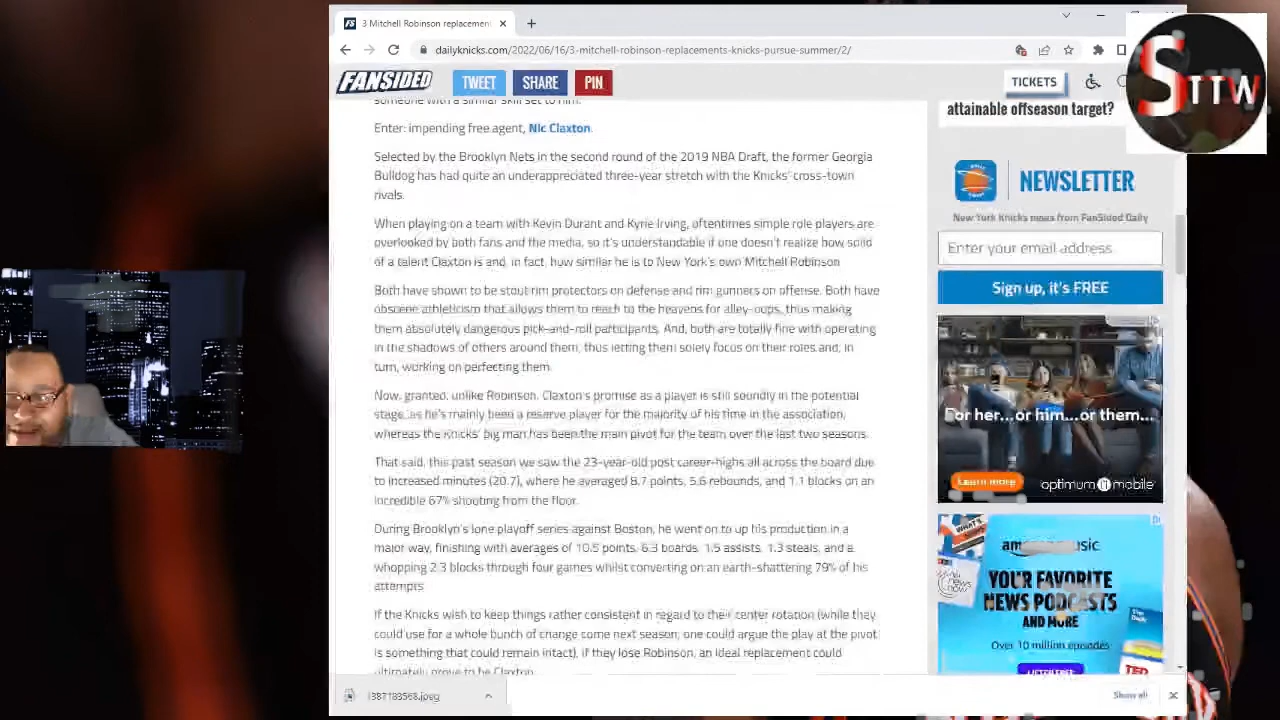 FS 3 Mitchell Robinson replacement
dailyknicks.com/2022/06/16/3-mitchell-robinson-replacements-knicks-pursue-summer/2/
FANSIDED TWEET SHARE PIN TICKETS
STTW
someone with a similar skill set to him.
Enter: impending free agent, Nic Claxton.
Selected by the Brooklyn Nets in the second round of the 2019 NBA Draft, the former Georgia
Bulldog has had quite an underappreciated three-year stretch with the Knicks' cross-town
rivals.
When playing on a team with Kevin Durant and Kyrie Irving, oftentimes simple role players are
overlooked by both fans and the media, so it's understandable if one doesn't realize how solid
of a talent Claxton is and, in fact, how similar he is to New York's own Mitchell Robinson
Both have shown to be stout rim protectors on defense and rim gunners on offense. Both have
obscene athleticism that allows them to reach to the heavens for alley-oups, thus making
them absolutely dangerous pick-and-roll participants. And, both are totally fine with operating
in the shadows of others around them, thus letting them solely focus on their roles and, in
turn, working on perfecting them.
Now, granted, unlike Robinson, Claxton's promise as a player is still soundly in the potential
stage, as he's mainly been a reserve player for the majority of his time in the association,
whereas the Knicks' big man has been the main pivot for the team over the last two seasons.
That said, this past season we saw the 23-year-old post career-highs all across the board due
to increased minutes (20.7), where he averaged 8.7 points, 5.6 rebounds, and 1.1 blocks on an
incredible 67% shooting from the floor.
During Brooklyn's lone playoff series against Boston, he went on to up his production in a
major way, finishing with averages of 10.5 points, 6.3 boards, 1.5 assists, 1.3 steals, and a
whopping 2.3 blocks through four games whilst converting on an earth-shattering 79% of his
attempts
If the Knicks wish to keep things rather consistent in regard to their center rotation (while they
could use for a whole bunch of change come next season, one could argue the play at the pivot
is something that could remain intact), if they lose Robinson, an ideal replacement could
ultimately prove to be Claxton.
attainable offseason target?
NEWSLETTER
New York Knicks news from FanSided Daily
Enter your email address
Sign up, it's FREE
For her...or him...or them...
Learn more optimum mobile
YOUR FAVORITE
NEWS PODCASTS
AND MORE
Over 10 million episodes
TED
1387183568.jpeg
Show all